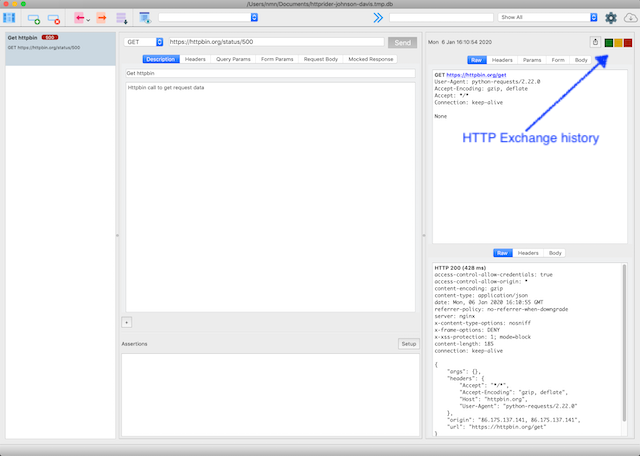 /Users/nmn/Documents/httprider-johnson-davis.tmp.db
Show All
Get httpbin 500
GET https://httpbin.org/status/500
GET https://httpbin.org/status/500 Send
Description Headers Query Params Form Params Request Body Mocked Response
Get httpbin
Httpbin call to get request data
+
Assertions Setup
Mon 6 Jan 16:10:54 2020
Raw Headers Params Form Body
GET https://httpbin.org/get
User-Agent: python-requests/2.22.0
Accept-Encoding: gzip, deflate
Accept: */*
Connection: keep-alive
None
HTTP Exchange history
Raw Headers Body
HTTP 200 (428 ms)
access-control-allow-credentials: true
access-control-allow-origin: *
content-encoding: gzip
content-type: application/json
date: Mon, 06 Jan 2020 16:10:55 GMT
referrer-policy: no-referrer-when-downgrade
server: nginx
x-content-type-options: nosniff
x-frame-options: DENY
x-xss-protection: 1; mode=block
content-length: 185
connection: keep-alive
{
"args": {},
"headers": {
"Accept": "*/*",
"Accept-Encoding": "gzip, deflate",
"Host": "httpbin.org",
"User-Agent": "python-requests/2.22.0"
},
"origin": "86.175.137.141, 86.175.137.141",
"url": "https://httpbin.org/get"
}